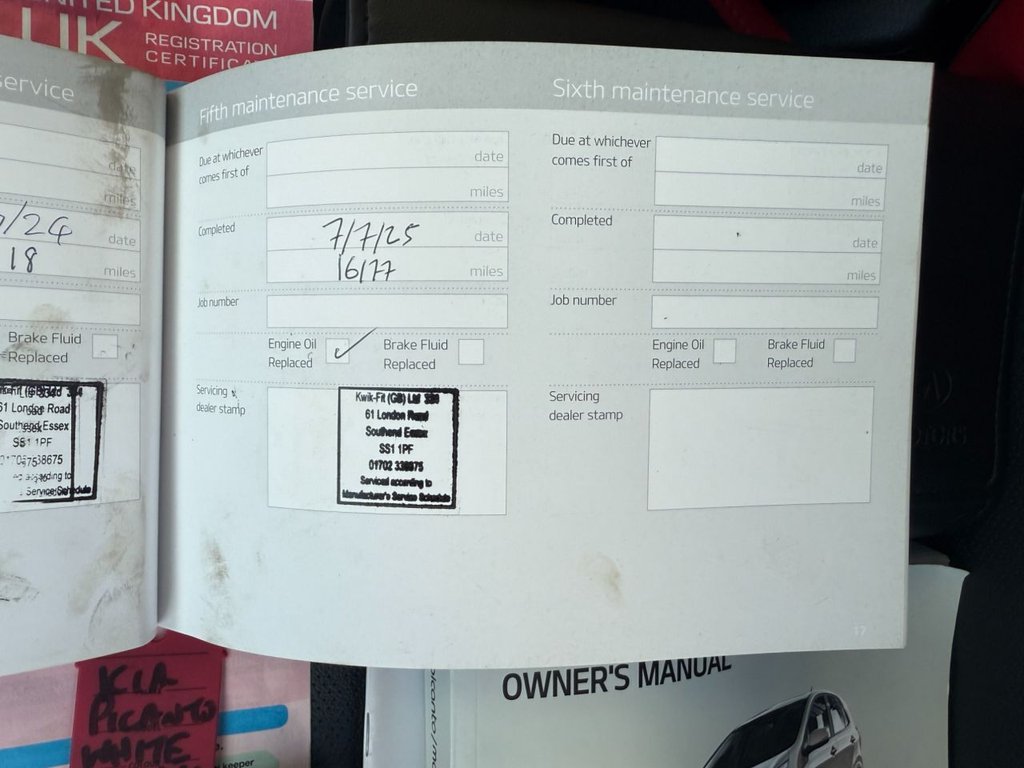 UNITED KINGDOM
UK REGISTRATION
CERTIFICA
service
date
miles
/24 date
18 miles
Brake Fluid
Replaced
61 London Road
Southend Essex
SS1 1PF
Service Schedule
Fifth maintenance service
Due at whichever
comes first of
date
miles
Completed
7/7/25 date
16177 miles
Job number
Engine Oil
Replaced
Brake Fluid
Replaced
Servicing
dealer stamp
Kwik-Fit (GB) Ltd
61 London Road
Southend Essex
SS1 1PF
01702 338675
Serviced according to
Manufacturer's Service Schedule
Sixth maintenance service
Due at whichever
comes first of
date
miles
Completed
date
miles
Job number
Engine Oil
Replaced
Brake Fluid
Replaced
Servicing
dealer stamp
17
KIA
PICANTO
WHITE
keeper
OWNER'S MANUAL